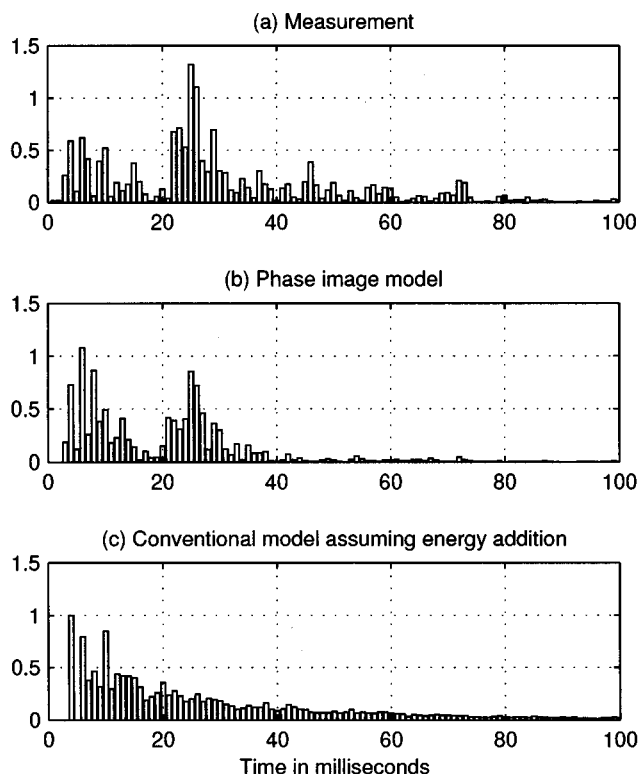 (a) Measurement
1.5
1
0.5
0
0 20 40 60 80 100
(b) Phase image model
1.5
1
0.5
0
0 20 40 60 80 100
(c) Conventional model assuming energy addition
1.5
1
0.5
0
0 20 40 60 80 100
Time in milliseconds